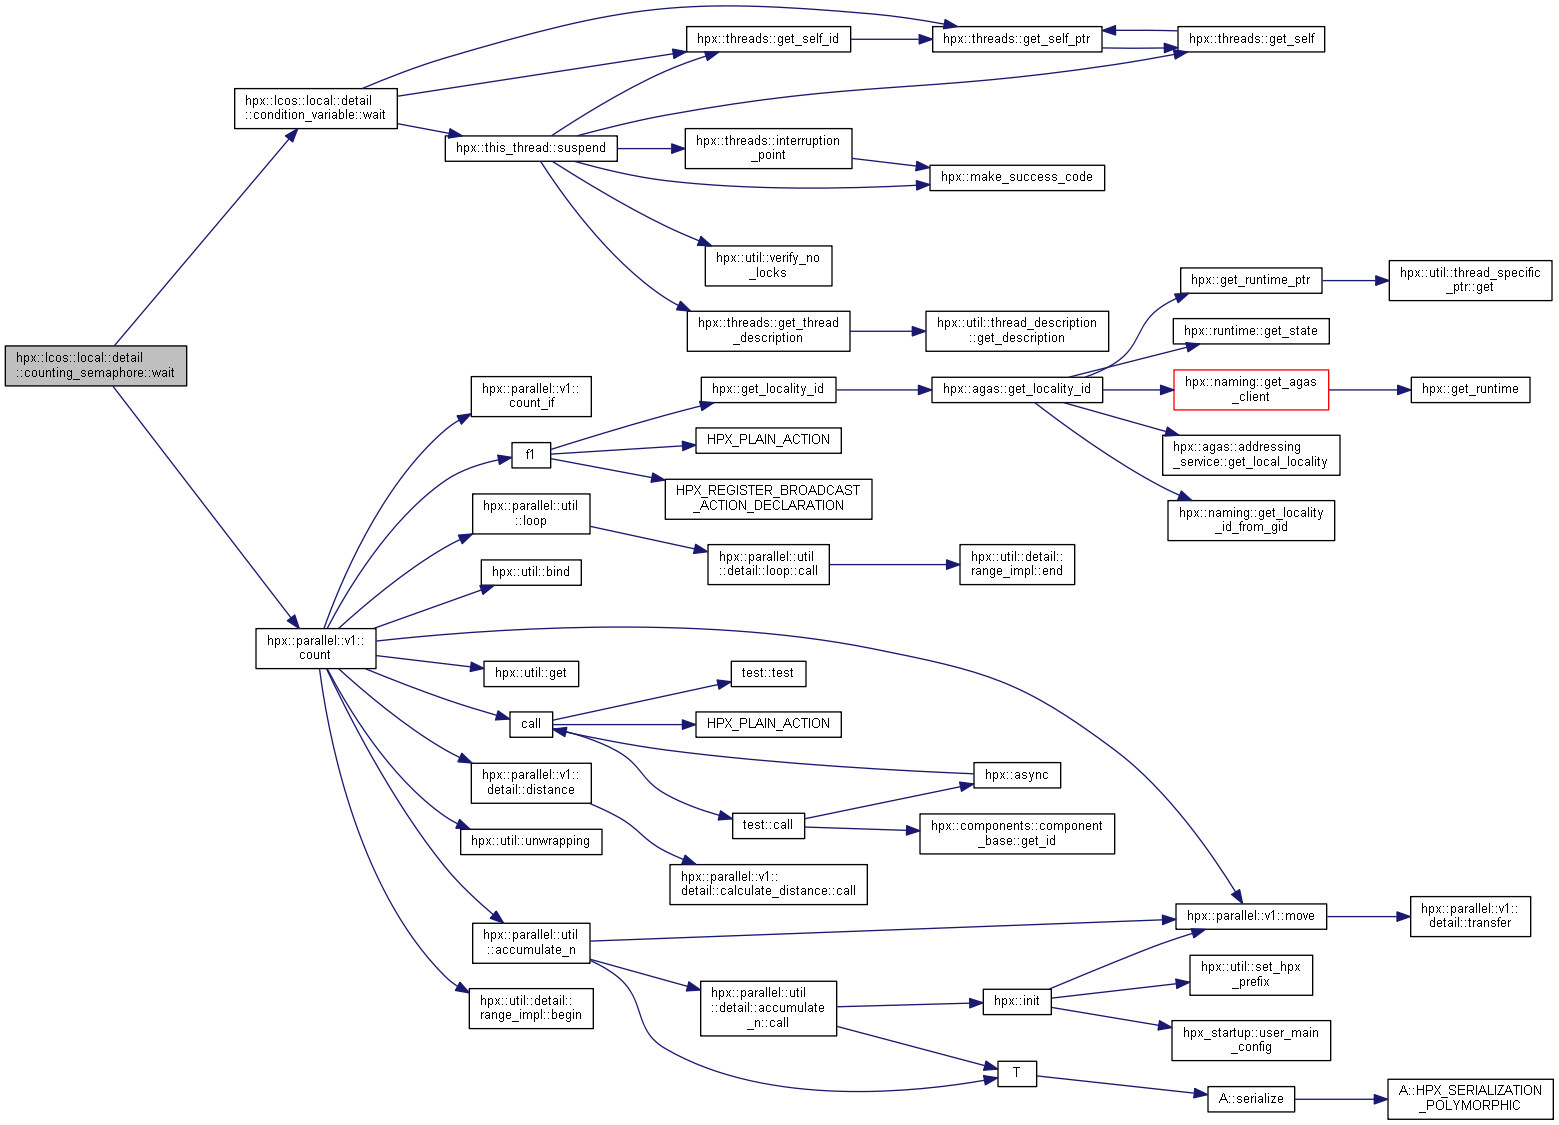 hpx::lcos::local::detail
::counting_semaphore::wait
hpx::lcos::local::detail
::condition_variable::wait
hpx::threads::get_self_id
hpx::threads::get_self_ptr
hpx::threads::get_self
hpx::this_thread::suspend
hpx::threads::interruption
_point
hpx::make_success_code
hpx::util::verify_no
_locks
hpx::threads::get_thread
_description
hpx::util::thread_description
::get_description
hpx::parallel::v1::
count
hpx::parallel::v1::
count_if
f1
hpx::get_locality_id
HPX_PLAIN_ACTION
HPX_REGISTER_BROADCAST
_ACTION_DECLARATION
hpx::agas::get_locality_id
hpx::get_runtime_ptr
hpx::util::thread_specific
_ptr::get
hpx::runtime::get_state
hpx::naming::get_agas
_client
hpx::get_runtime
hpx::agas::addressing
_service::get_local_locality
hpx::naming::get_locality
_id_from_gid
hpx::parallel::util
::loop
hpx::parallel::util
::detail::loop::call
hpx::util::detail::
range_impl::end
hpx::util::bind
hpx::util::get
call
test::test
HPX_PLAIN_ACTION
test::call
hpx::async
hpx::components::component
_base::get_id
hpx::parallel::v1::
detail::distance
hpx::parallel::v1::
detail::calculate_distance::call
hpx::util::unwrapping
hpx::parallel::util
::accumulate_n
hpx::parallel::util
::detail::accumulate
_n::call
hpx::parallel::v1::move
hpx::parallel::v1::
detail::transfer
hpx::init
hpx::util::set_hpx
_prefix
hpx_startup::user_main
_config
T
A::serialize
A::HPX_SERIALIZATION
_POLYMORPHIC
hpx::util::detail::
range_impl::begin